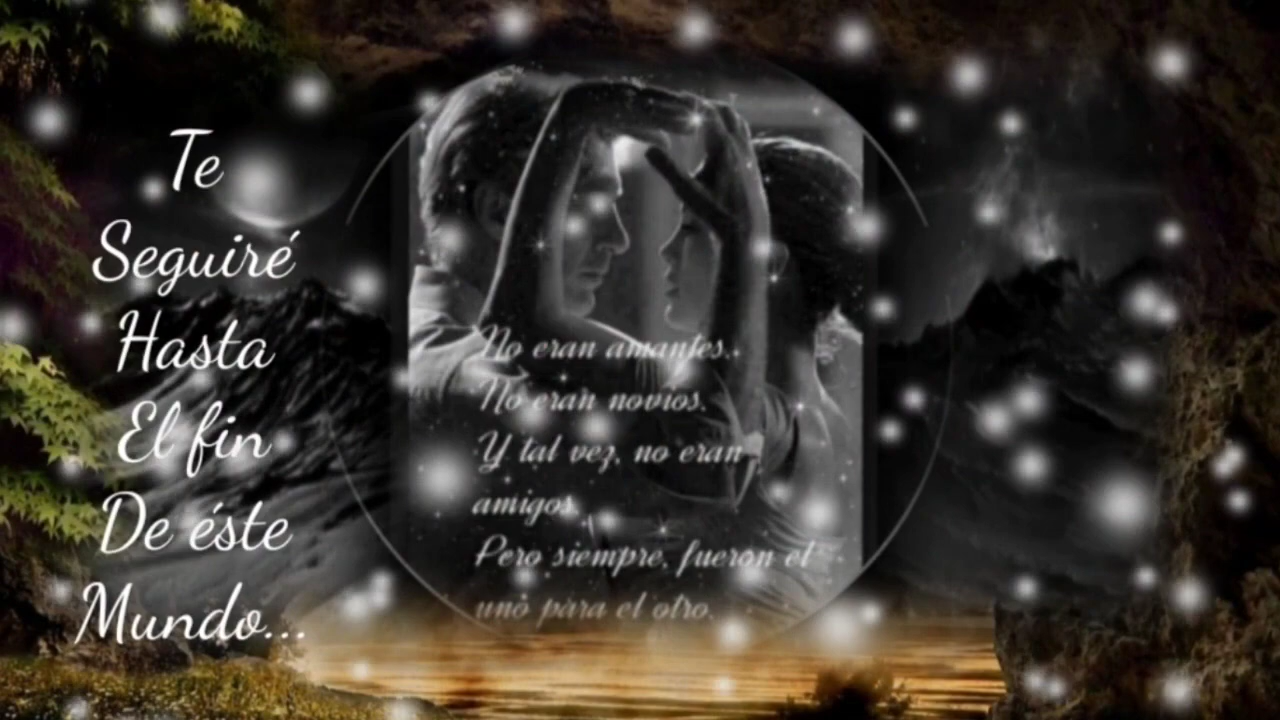 Te
Seguiré
Hasta
El fin
De éste
Mundo...
No eran amantes.
No eran novios.
Y tal vez, no eran
amigos.
Pero siempre, fueron el
uno para el otro.